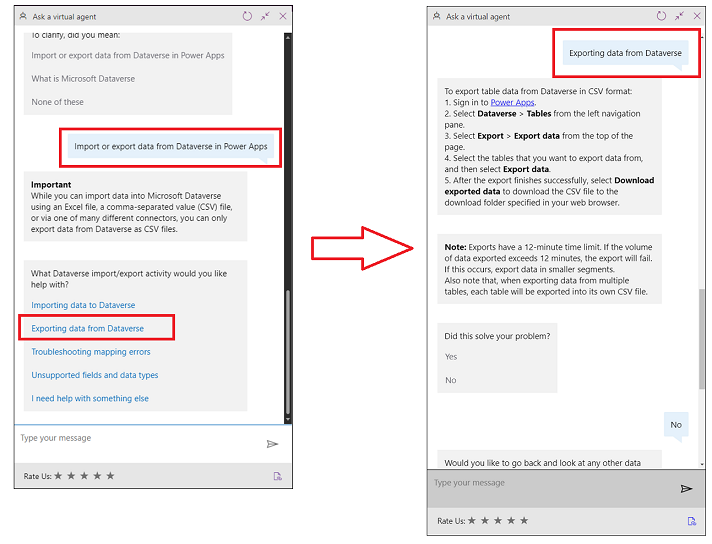 Ask a virtual agent
To clarify, did you mean:
Import or export data from Dataverse in Power Apps
What is Microsoft Dataverse
None of these
Import or export data from Dataverse in Power Apps
Important
While you can import data into Microsoft Dataverse
using an Excel file, a comma-separated value (CSV) file,
or via one of many different connectors, you can only
export data from Dataverse as CSV files.
What Dataverse import/export activity would you like
help with?
Importing data to Dataverse
Exporting data from Dataverse
Troubleshooting mapping errors
Unsupported fields and data types
I need help with something else
Type your message
Rate Us:
Ask a virtual agent
Exporting data from Dataverse
To export table data from Dataverse in CSV format:
1. Sign in to Power Apps.
2. Select Dataverse > Tables from the left navigation
pane.
3. Select Export > Export data from the top of the
page.
4. Select the tables that you want to export data from,
and then select Export data.
5. After the export finishes successfully, select Download
exported data to download the CSV file to the
download folder specified in your web browser.
Note: Exports have a 12-minute time limit. If the volume
of data exported exceeds 12 minutes, the export will fail.
If this occurs, export data in smaller segments.
Also note that, when exporting data from multiple
tables, each table will be exported into its own CSV file.
Did this solve your problem?
Yes
No
No
Would you like to go back and look at any other data
Type your message
Rate Us: